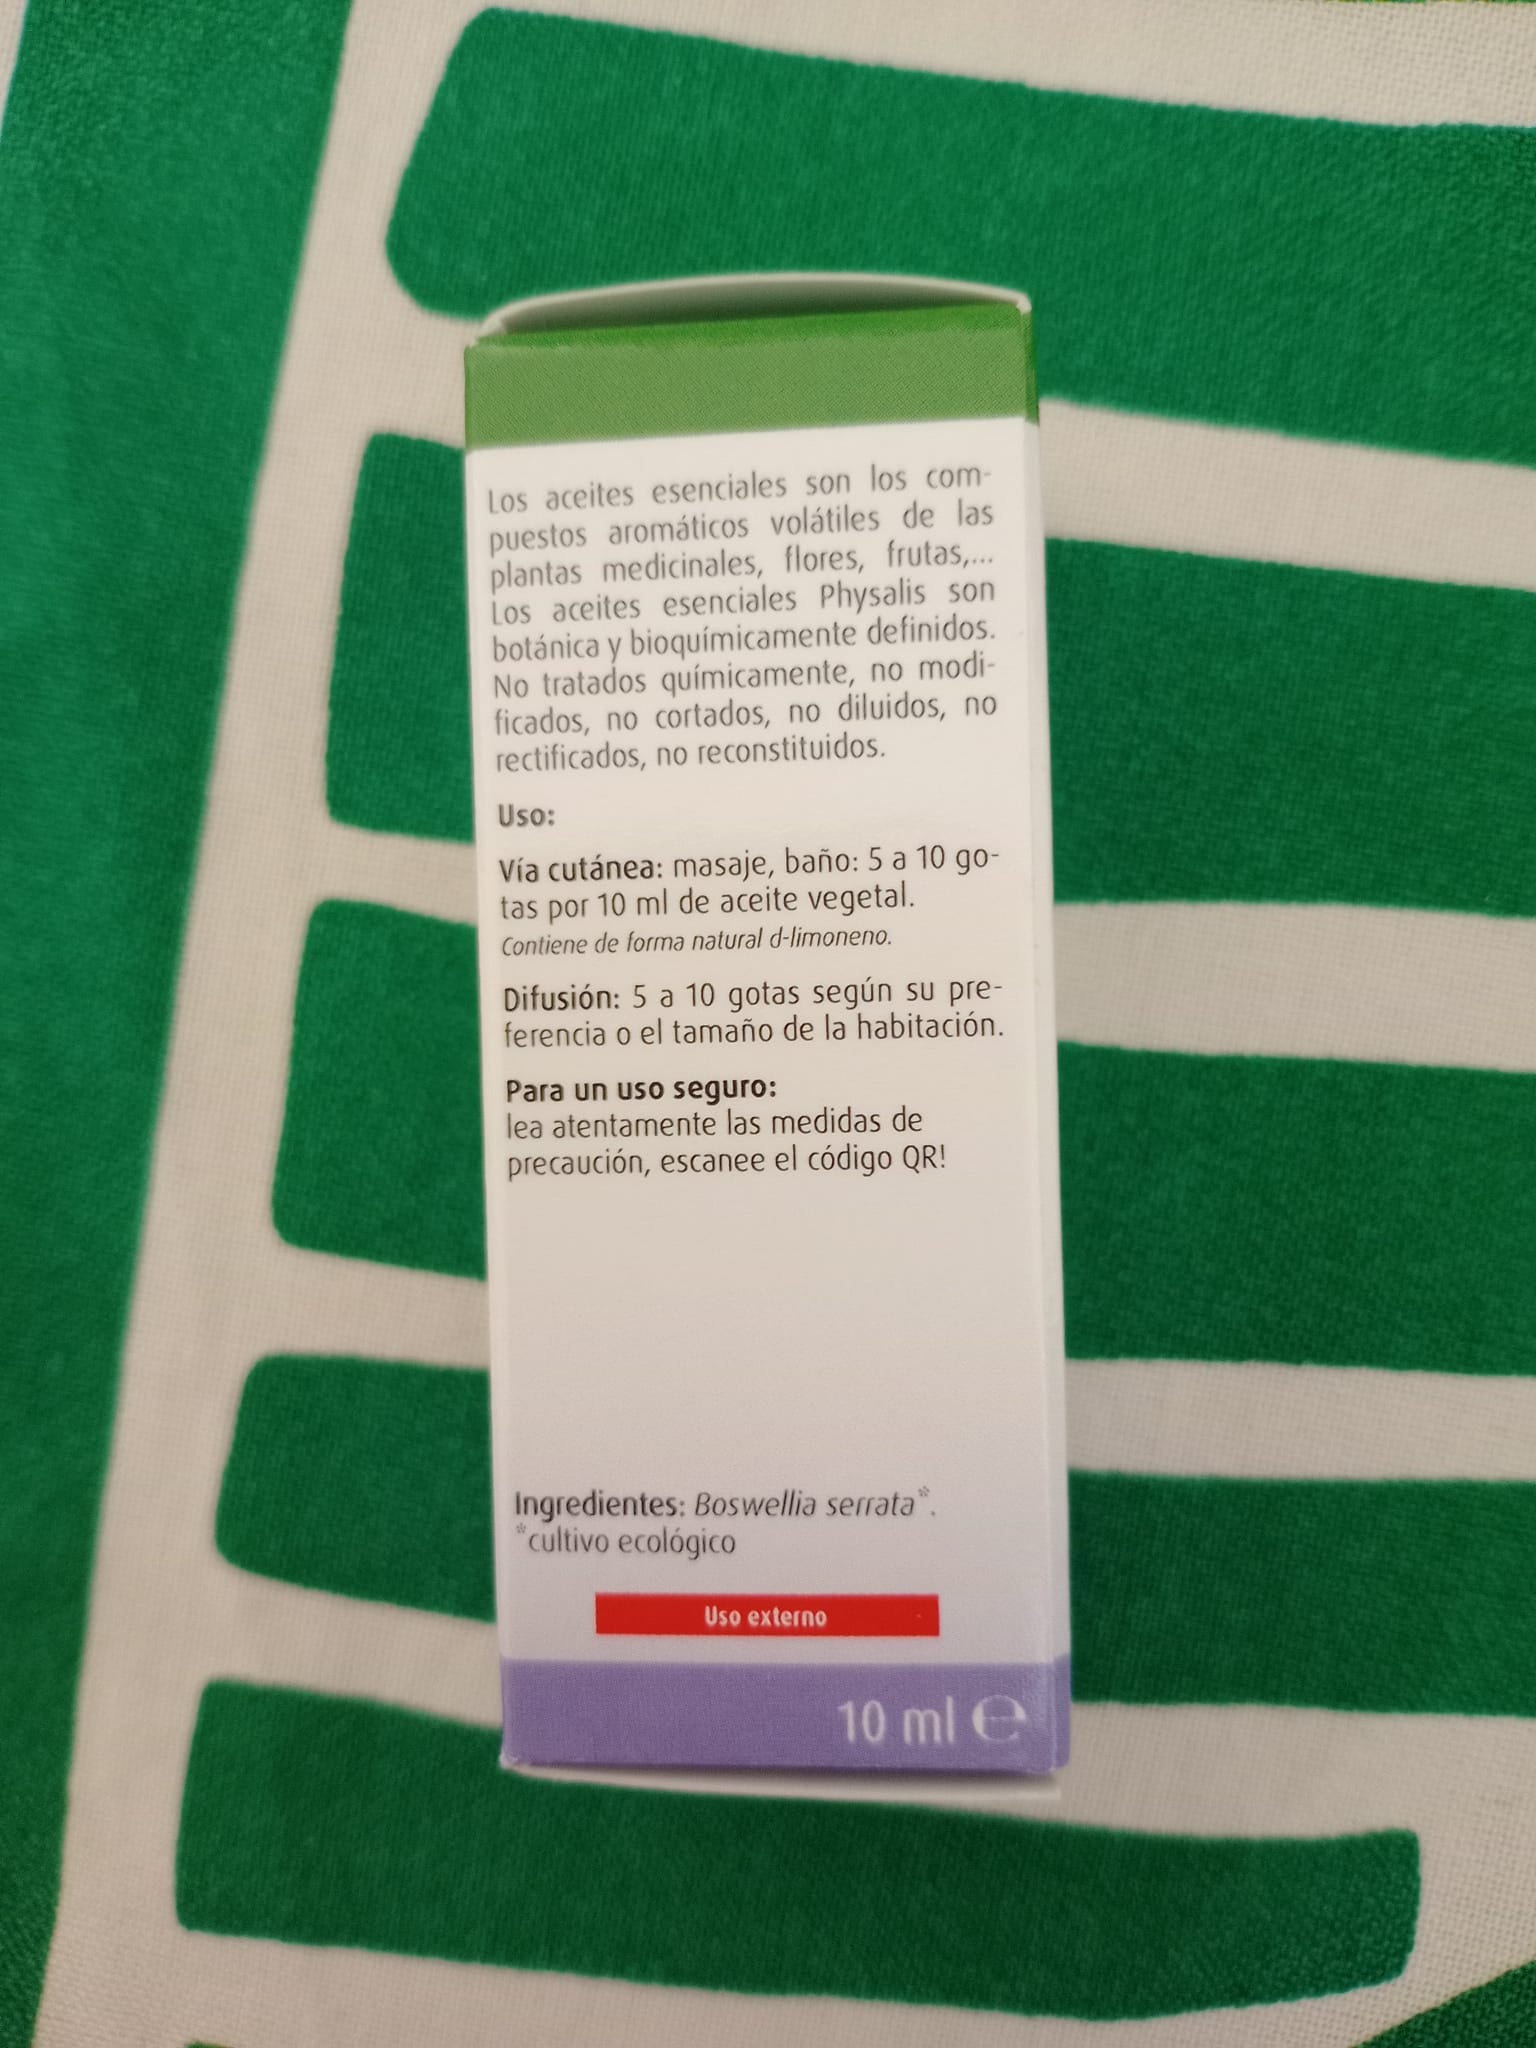 Los aceites esenciales son los com-
puestos aromáticos volátiles de las
plantas medicinales, flores, frutas,...
Los aceites esenciales Physalis son
botánica y bioquímicamente definidos.
No tratados químicamente, no modi-
ficados, no cortados, no diluidos, no
rectificados, no reconstituidos.
Uso:
Vía cutánea: masaje, baño: 5 a 10 go-
tas por 10 ml de aceite vegetal.
Contiene de forma natural d-limoneno.
Difusión: 5 a 10 gotas según su pre-
ferencia o el tamaño de la habitación.
Para un uso seguro:
lea atentamente las medidas de
precaución, escanee el código QR!
Ingredientes: Boswellia serrata*.
*cultivo ecológico
Uso externo
10 ml ℮